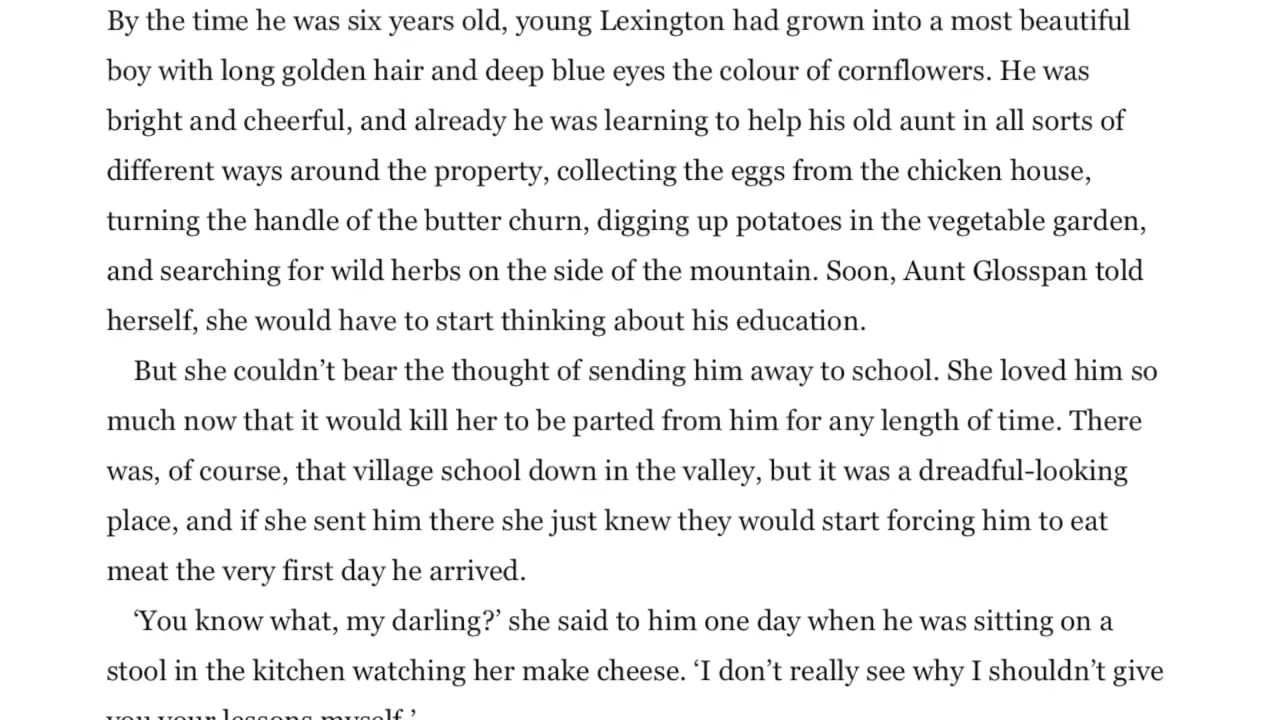 By the time he was six years old, young Lexington had grown into a most beautiful
boy with long golden hair and deep blue eyes the colour of cornflowers. He was
bright and cheerful, and already he was learning to help his old aunt in all sorts of
different ways around the property, collecting the eggs from the chicken house,
turning the handle of the butter churn, digging up potatoes in the vegetable garden,
and searching for wild herbs on the side of the mountain. Soon, Aunt Glosspan told
herself, she would have to start thinking about his education.
But she couldn’t bear the thought of sending him away to school. She loved him so
much now that it would kill her to be parted from him for any length of time. There
was, of course, that village school down in the valley, but it was a dreadful-looking
place, and if she sent him there she just knew they would start forcing him to eat
meat the very first day he arrived.
‘You know what, my darling?’ she said to him one day when he was sitting on a
stool in the kitchen watching her make cheese. ‘I don’t really see why I shouldn’t give
you your lessons myself.’